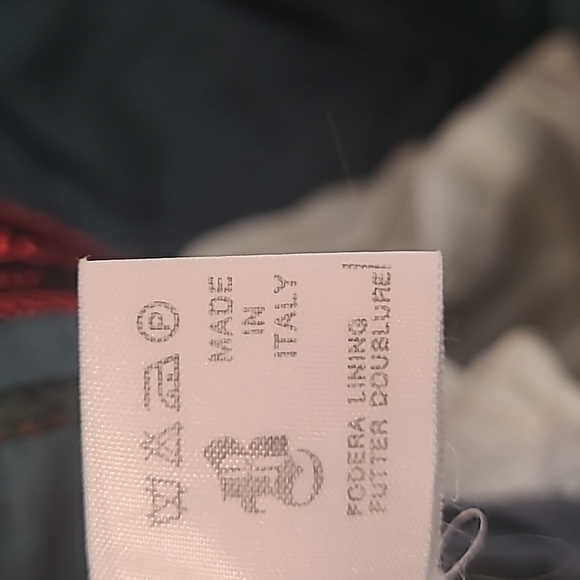 P
MADE
IN
ITALY
FODERA LINING
FUTTER DOUBLURE